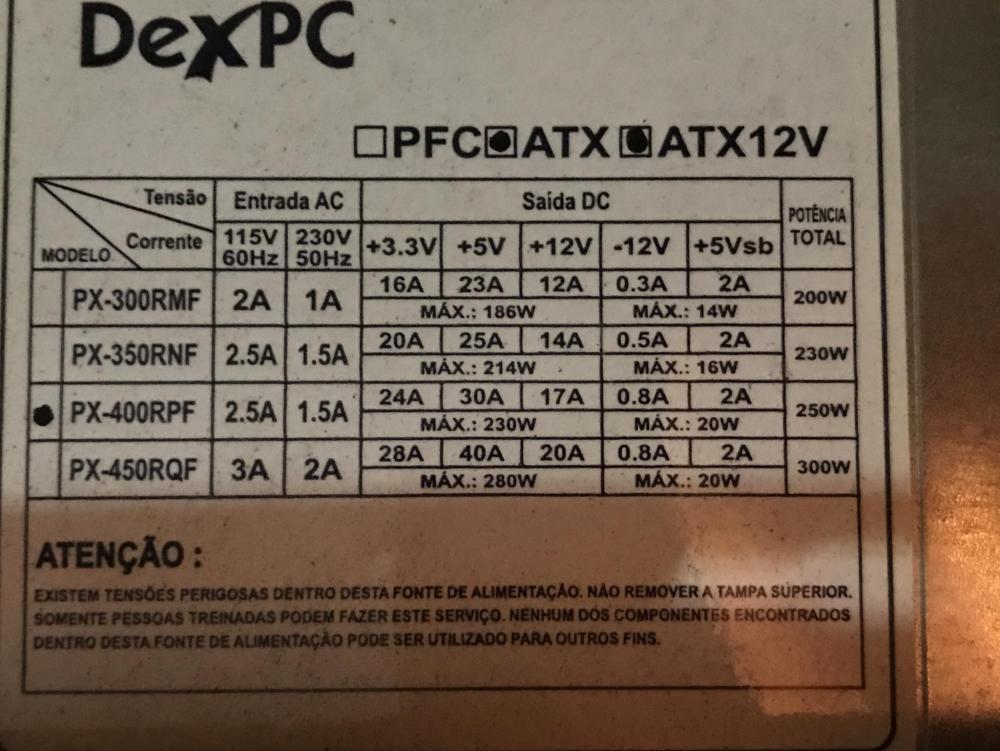 DexPC
PFC ATX ATX12V
Tensão Entrada AC Saída DC POTÊNCIA TOTAL
MODELO Corrente 115V 60Hz 230V 50Hz +3.3V +5V +12V -12V +5Vsb
PX-300RMF 2A 1A 16A 23A 12A 0.3A 2A 200W
MÁX.: 186W MÁX.: 14W
PX-350RNF 2.5A 1.5A 20A 25A 14A 0.5A 2A 230W
MÁX.: 214W MÁX.: 16W
PX-400RPF 2.5A 1.5A 24A 30A 17A 0.8A 2A 250W
MÁX.: 230W MÁX.: 20W
PX-450RQF 3A 2A 28A 40A 20A 0.8A 2A 300W
MÁX.: 280W MÁX.: 20W
ATENÇÃO :
EXISTEM TENSÕES PERIGOSAS DENTRO DESTA FONTE DE ALIMENTAÇÃO. NÃO REMOVER A TAMPA SUPERIOR.
SOMENTE PESSOAS TREINADAS PODEM FAZER ESTE SERVIÇO. NENHUM DOS COMPONENTES ENCONTRADOS
DENTRO DESTA FONTE DE ALIMENTAÇÃO PODE SER UTILIZADO PARA OUTROS FINS.